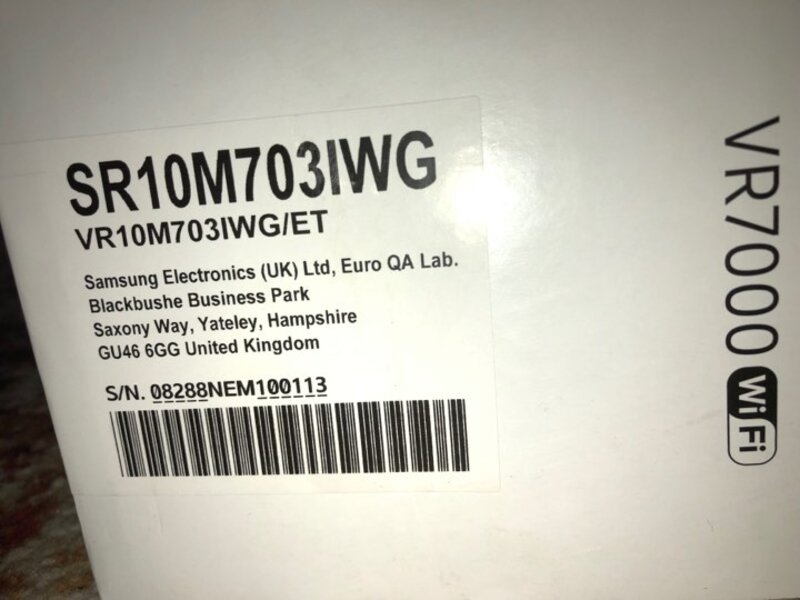 SR10M703IWG
VR10M703IWG/ET
Samsung Electronics (UK) Ltd, Euro QA Lab.
Blackbushe Business Park
Saxony Way, Yateley, Hampshire
GU46 6GG United Kingdom
S/N. 08288NEM100113
VR7000 WiFi